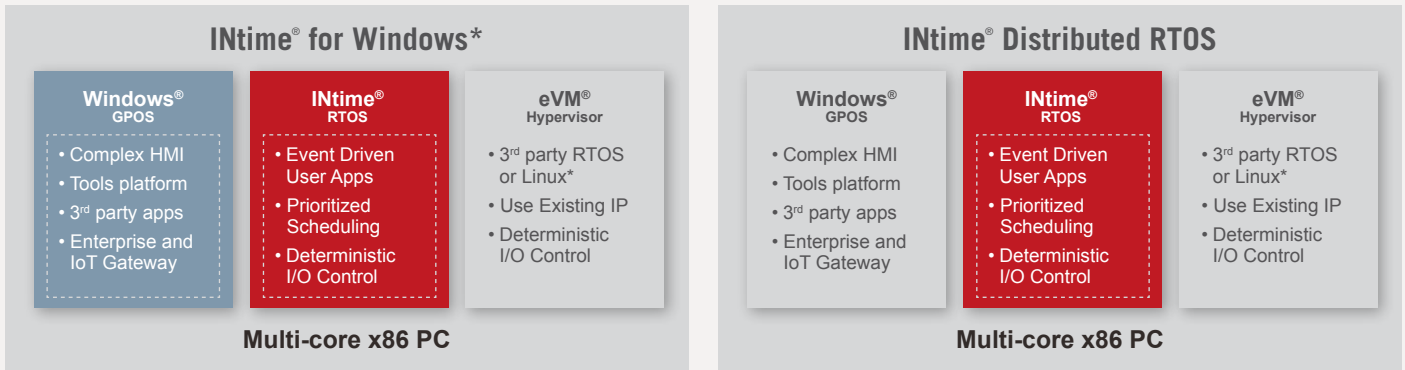 INtime® for Windows*
Windows®
GPOS
• Complex HMI
• Tools platform
• 3rd party apps
• Enterprise and
IoT Gateway
INtime®
RTOS
• Event Driven
User Apps
• Prioritized
Scheduling
• Deterministic
I/O Control
eVM®
Hypervisor
• 3rd party RTOS
or Linux*
• Use Existing IP
• Deterministic
I/O Control
Multi-core x86 PC
INtime® Distributed RTOS
Windows®
GPOS
• Complex HMI
• Tools platform
• 3rd party apps
• Enterprise and
IoT Gateway
INtime®
RTOS
• Event Driven
User Apps
• Prioritized
Scheduling
• Deterministic
I/O Control
eVM®
Hypervisor
• 3rd party RTOS
or Linux*
• Use Existing IP
• Deterministic
I/O Control
Multi-core x86 PC